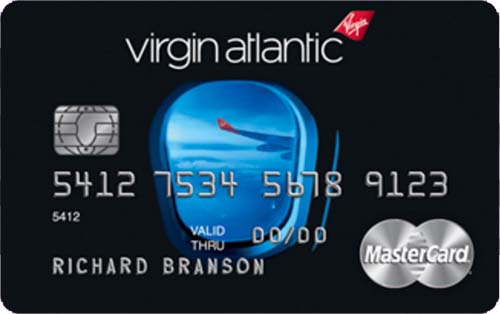 virgin atlantic
Virgin
5412 7534 5678 9123
5412
VALID THRU 00/00
RICHARD BRANSON
MasterCard